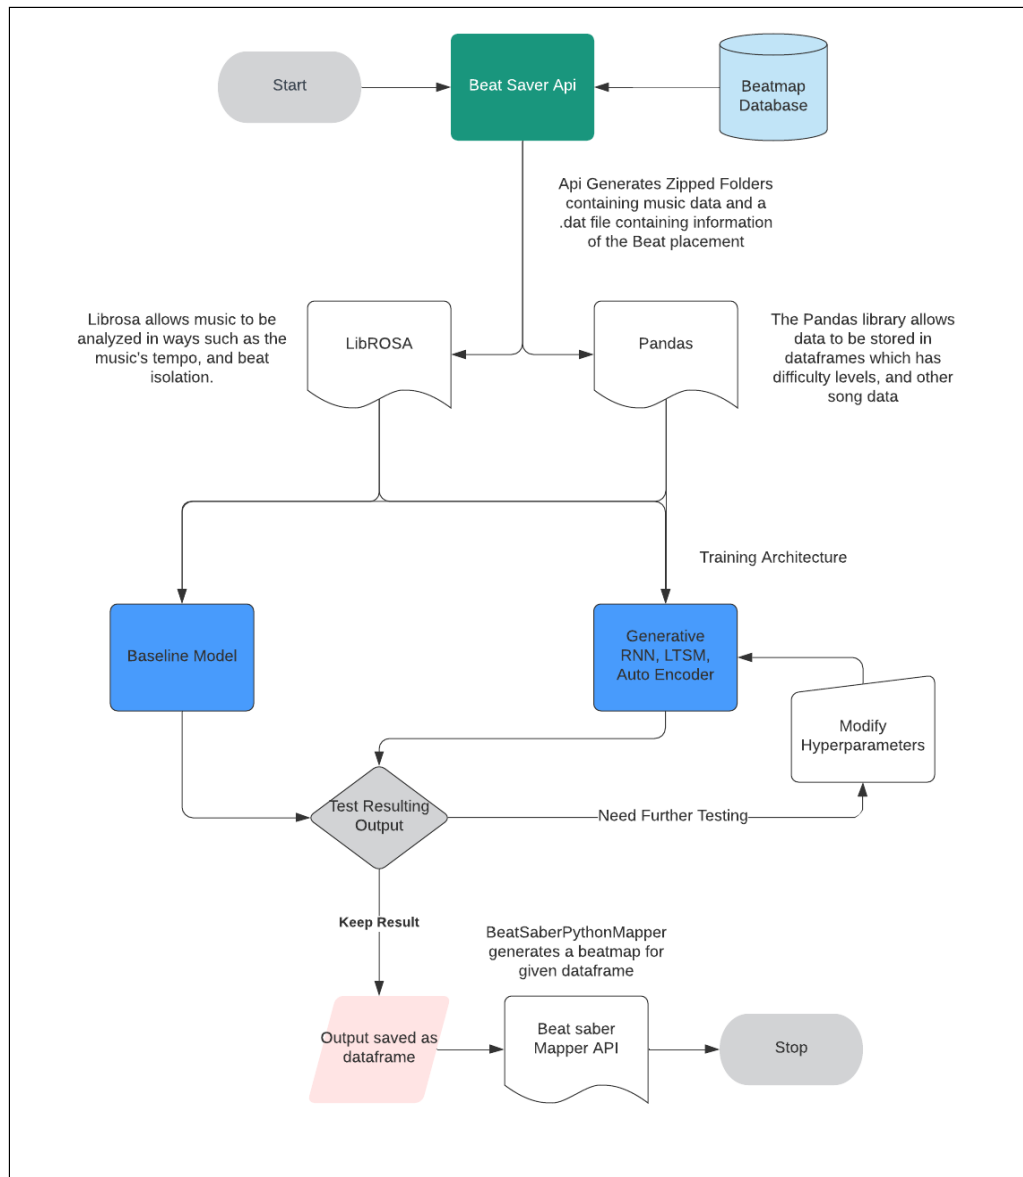 Start
Beat Saver Api
Beatmap
Database
Api Generates Zipped Folders
containing music data and a
.dat file containing information
of the Beat placement
Librosa allows music to be
analyzed in ways such as the
music's tempo, and beat
isolation.
LibROSA
Pandas
The Pandas library allows
data to be stored in
dataframes which has
difficulty levels, and other
song data
Training Architecture
Baseline Model
Generative
RNN, LTSM,
Auto Encoder
Modify
Hyperparameters
Test Resulting
Output
Need Further Testing
Keep Result
BeatSaberPythonMapper
generates a beatmap for
given dataframe
Output saved as
dataframe
Beat saber
Mapper API
Stop